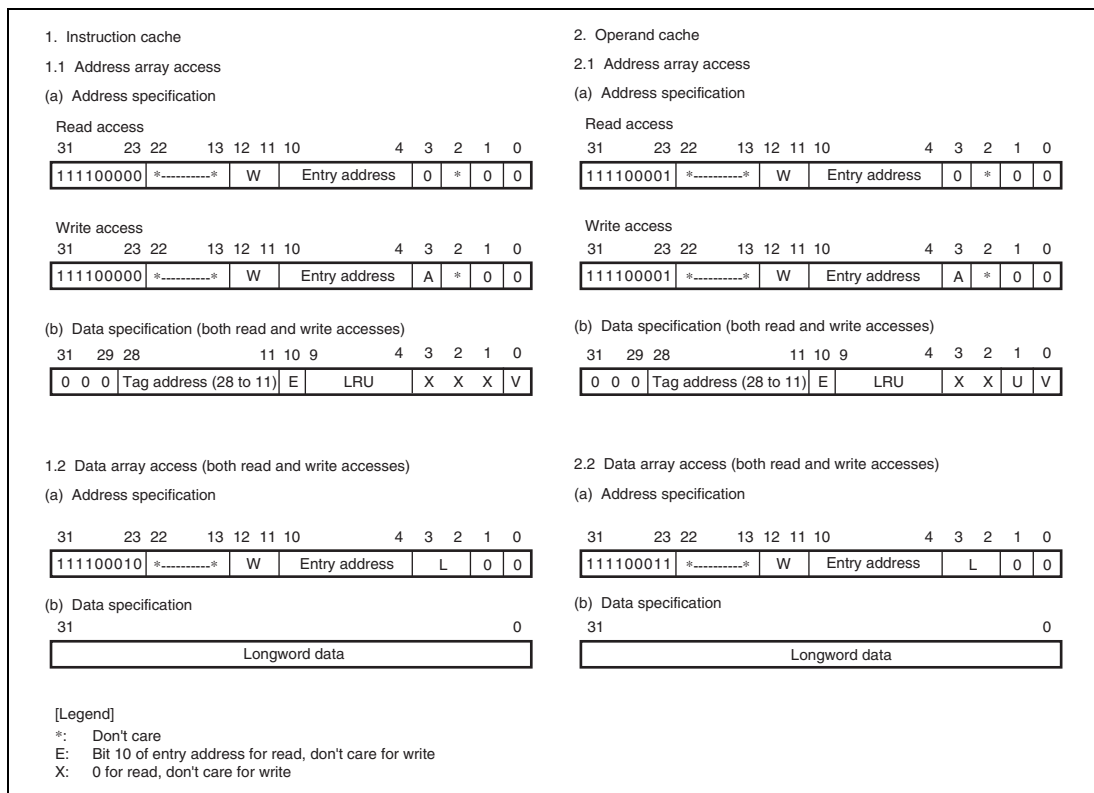 1. Instruction cache
1.1 Address array access
(a) Address specification
Read access
31 23 22 13 12 11 10 4 3 2 1 0
111100000 *----------* W Entry address 0 * 0 0
Write access
31 23 22 13 12 11 10 4 3 2 1 0
111100000 *----------* W Entry address A * 0 0
(b) Data specification (both read and write accesses)
31 29 28 11 10 9 4 3 2 1 0
0 0 0 Tag address (28 to 11) E LRU X X X V
1.2 Data array access (both read and write accesses)
(a) Address specification
31 23 22 13 12 11 10 4 3 2 1 0
111100010 *----------* W Entry address L 0 0
(b) Data specification
31 0
Longword data
2. Operand cache
2.1 Address array access
(a) Address specification
Read access
31 23 22 13 12 11 10 4 3 2 1 0
111100001 *----------* W Entry address 0 * 0 0
Write access
31 23 22 13 12 11 10 4 3 2 1 0
111100001 *----------* W Entry address A * 0 0
(b) Data specification (both read and write accesses)
31 29 28 11 10 9 4 3 2 1 0
0 0 0 Tag address (28 to 11) E LRU X X U V
2.2 Data array access (both read and write accesses)
(a) Address specification
31 23 22 13 12 11 10 4 3 2 1 0
111100011 *----------* W Entry address L 0 0
(b) Data specification
31 0
Longword data
[Legend]
*: Don't care
E: Bit 10 of entry address for read, don't care for write
X: 0 for read, don't care for write